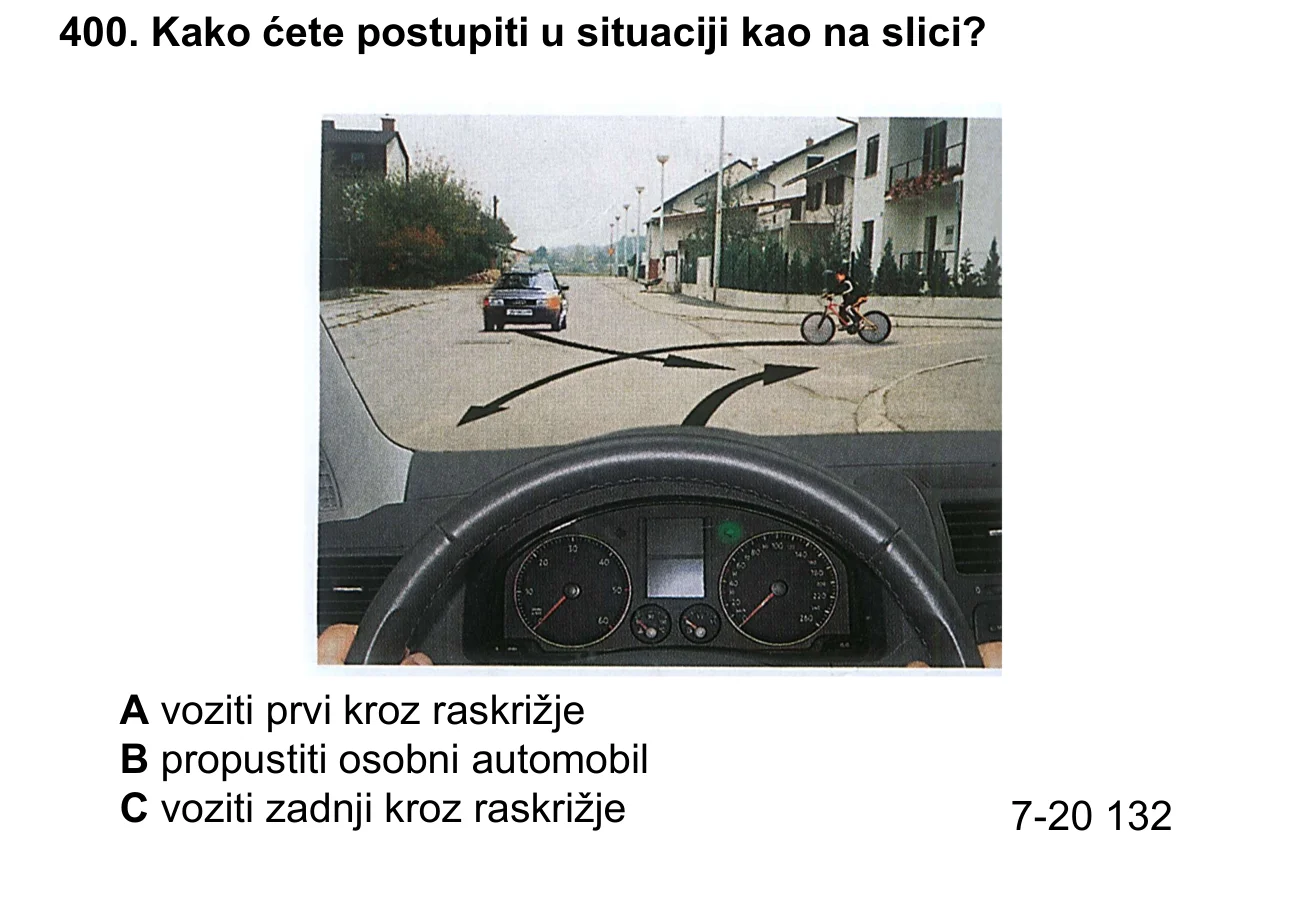 400. Kako ćete postupiti u situaciji kao na slici?
A voziti prvi kroz raskrižje
B propustiti osobni automobil
C voziti zadnji kroz raskrižje
7-20 132